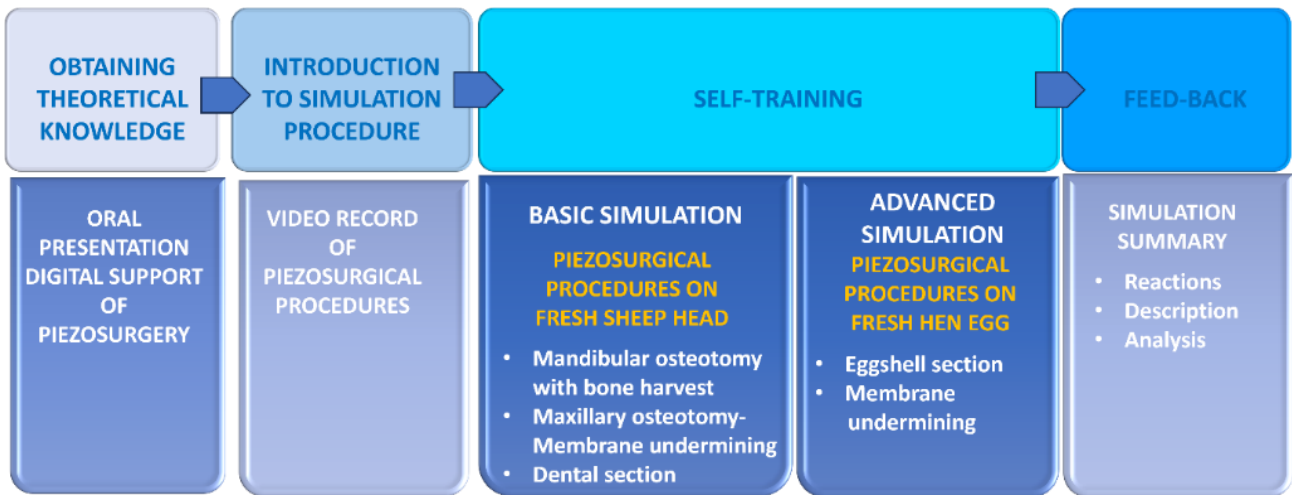 OBTAINING
THEORETICAL
KNOWLEDGE
INTRODUCTION
TO SIMULATION
PROCEDURE
SELF-TRAINING
FEED-BACK
ORAL
PRESENTATION
DIGITAL SUPPORT
OF
PIEZOSURGERY
VIDEO RECORD
OF
PIEZOSURGICAL
PROCEDURES
BASIC SIMULATION
PIEZOSURGICAL
PROCEDURES ON
FRESH SHEEP HEAD
• Mandibular osteotomy
with bone harvest
• Maxillary osteotomy-
Membrane undermining
• Dental section
ADVANCED
SIMULATION
PIEZOSURGICAL
PROCEDURES ON
FRESH HEN EGG
• Eggshell section
• Membrane
undermining
SIMULATION
SUMMARY
• Reactions
• Description
• Analysis